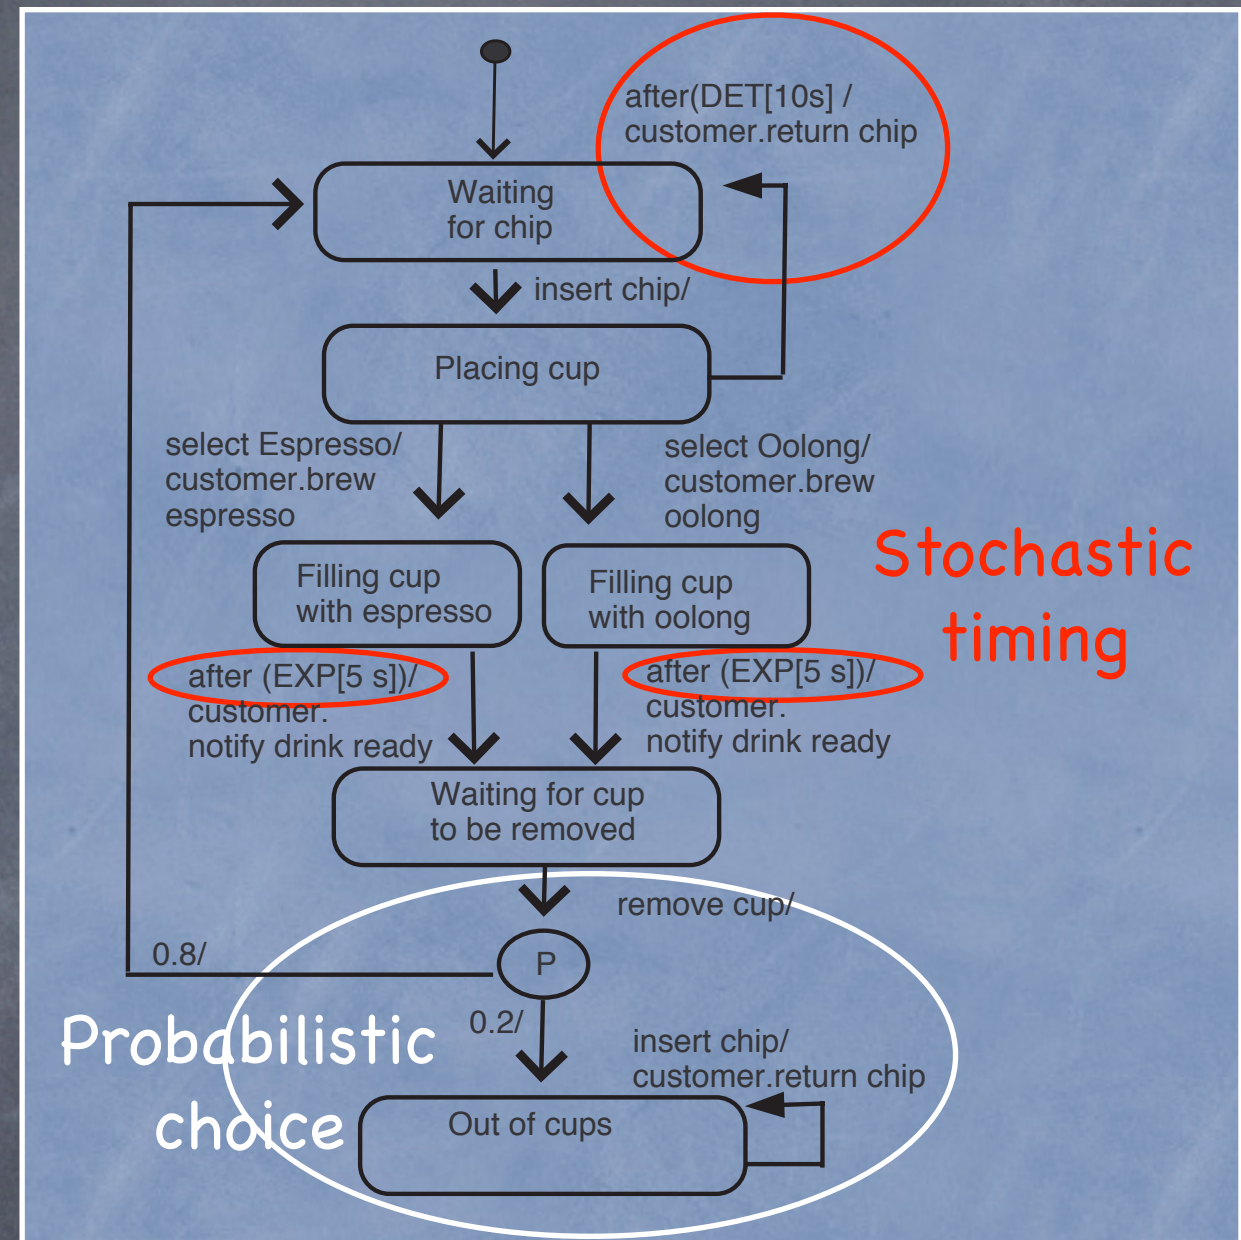 after(DET[10s] /
customer.return chip
Waiting
for chip
insert chip/
Placing cup
select Espresso/
customer.brew
espresso
select Oolong/
customer.brew
oolong
Stochastic
timing
Filling cup
with espresso
Filling cup
with oolong
after (EXP[5 s])/
customer.
notify drink ready
after (EXP[5 s])/
customer.
notify drink ready
Waiting for cup
to be removed
remove cup/
P
0.8/
0.2/
Probabilistic
choice
insert chip/
customer.return chip
Out of cups